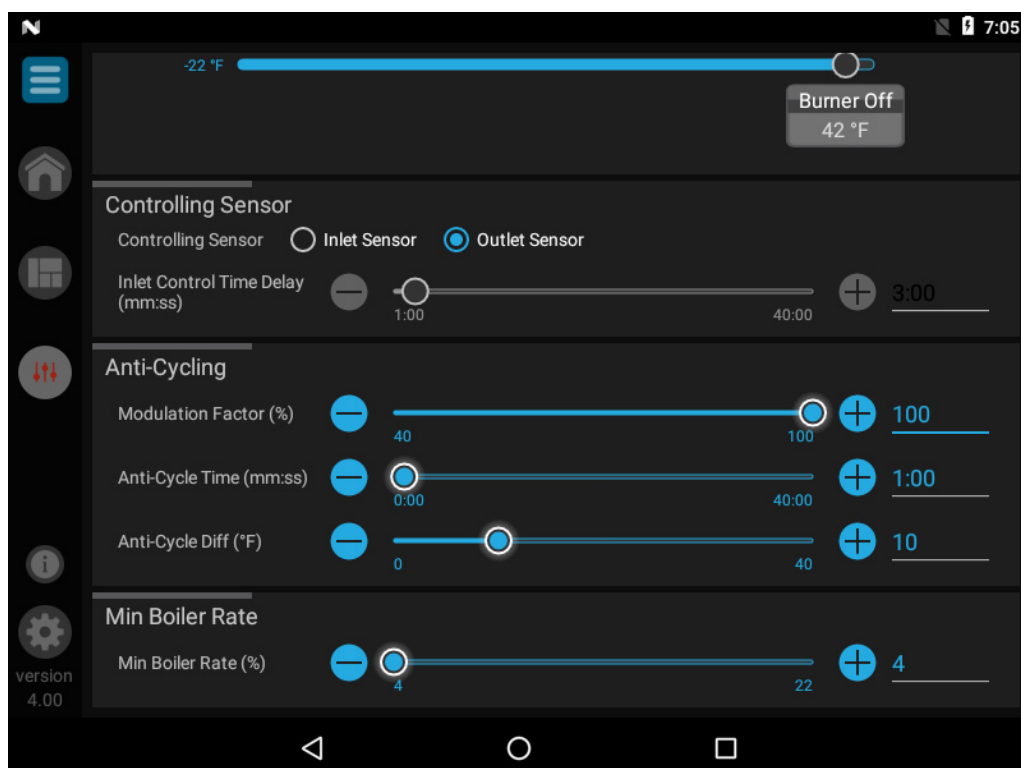 7:05
-22 °F
Burner Off
42 °F
Controlling Sensor
Controlling Sensor Inlet Sensor Outlet Sensor
Inlet Control Time Delay
(mm:ss)
3:00
1:00 40:00
Anti-Cycling
Modulation Factor (%) 100
40 100
Anti-Cycle Time (mm:ss) 1:00
0:00 40:00
Anti-Cycle Diff (°F) 10
0 40
Min Boiler Rate
Min Boiler Rate (%) 4
4 22
version
4.00